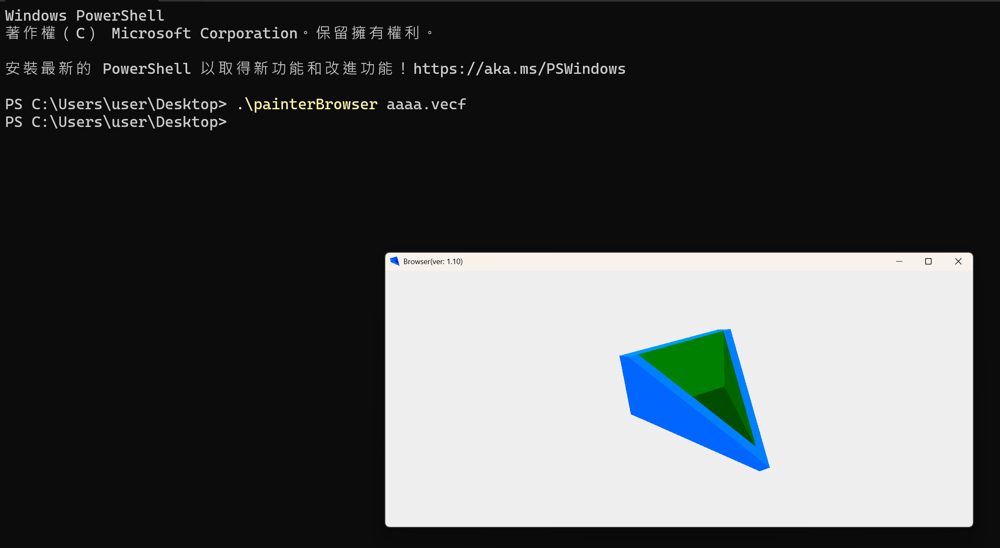 Windows PowerShell
著作權（C） Microsoft Corporation。保留擁有權利。
安裝最新的 PowerShell 以取得新功能和改進功能！https://aka.ms/PSWindows
PS C:\Users\user\Desktop> .\painterBrowser aaaa.vecf
PS C:\Users\user\Desktop>
Browser(ver: 1.10)